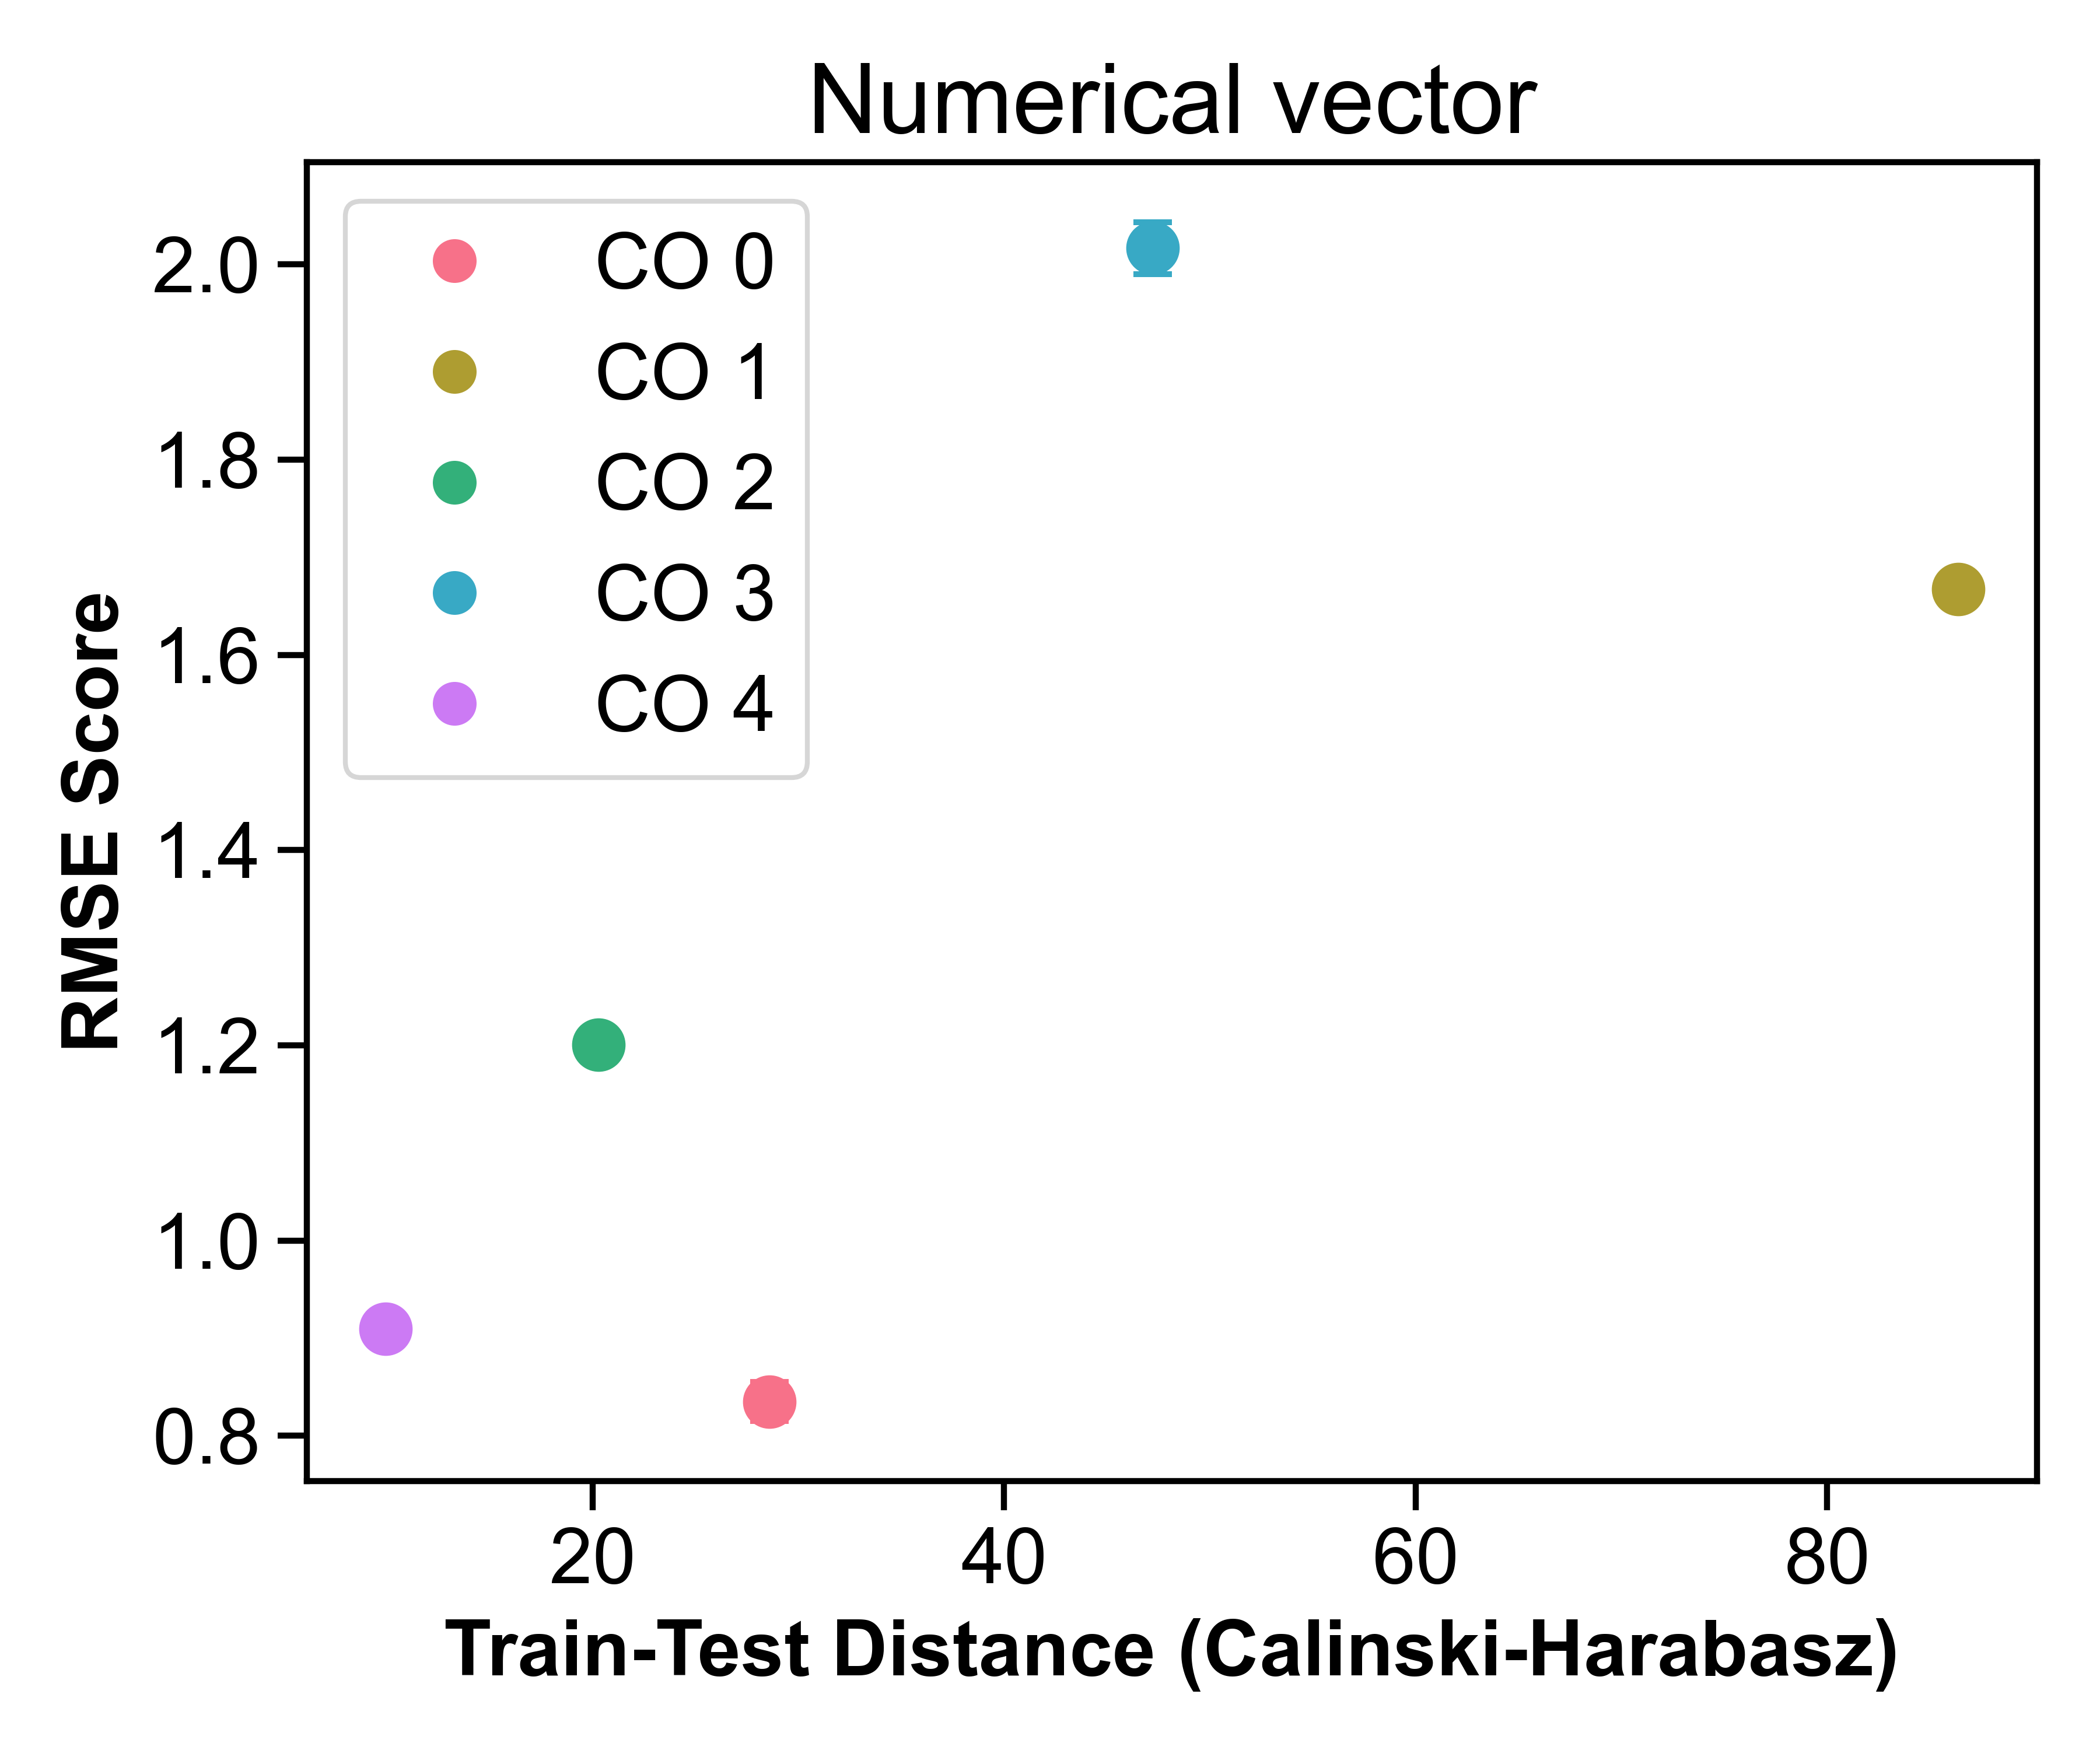 Numerical vector
CO 0
CO 1
CO 2
CO 3
CO 4
RMSE Score
2.0
1.8
1.6
1.4
1.2
1.0
0.8
20 40 60 80
Train-Test Distance (Calinski-Harabasz)